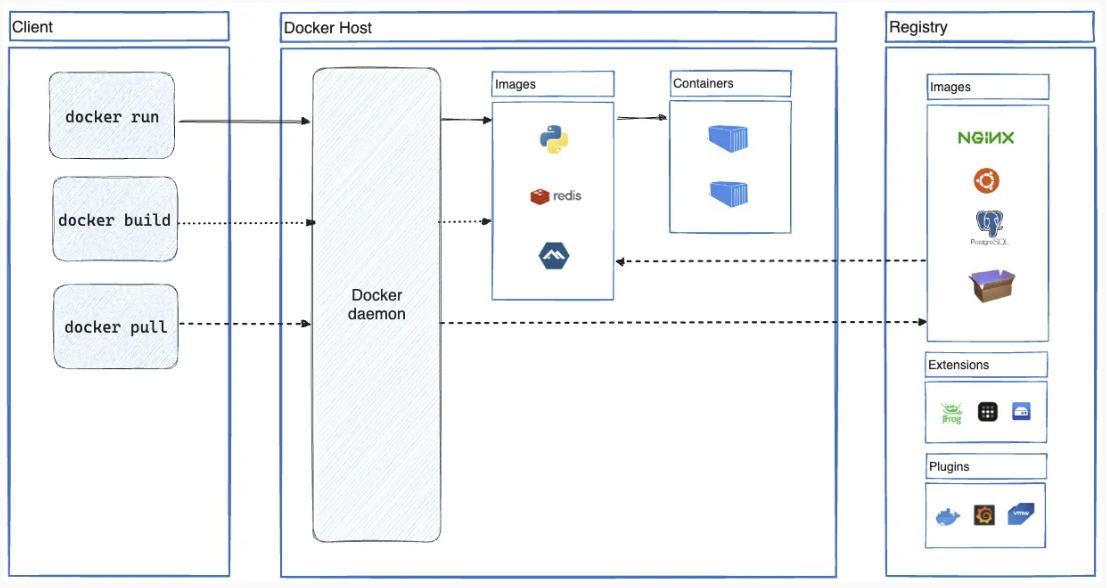 Client
docker run
docker build
docker pull
Docker Host
Docker
daemon
Images
redis
Containers
Registry
Images
NGINX
PostgreSQL
Extensions
JFrog
Plugins
vmw